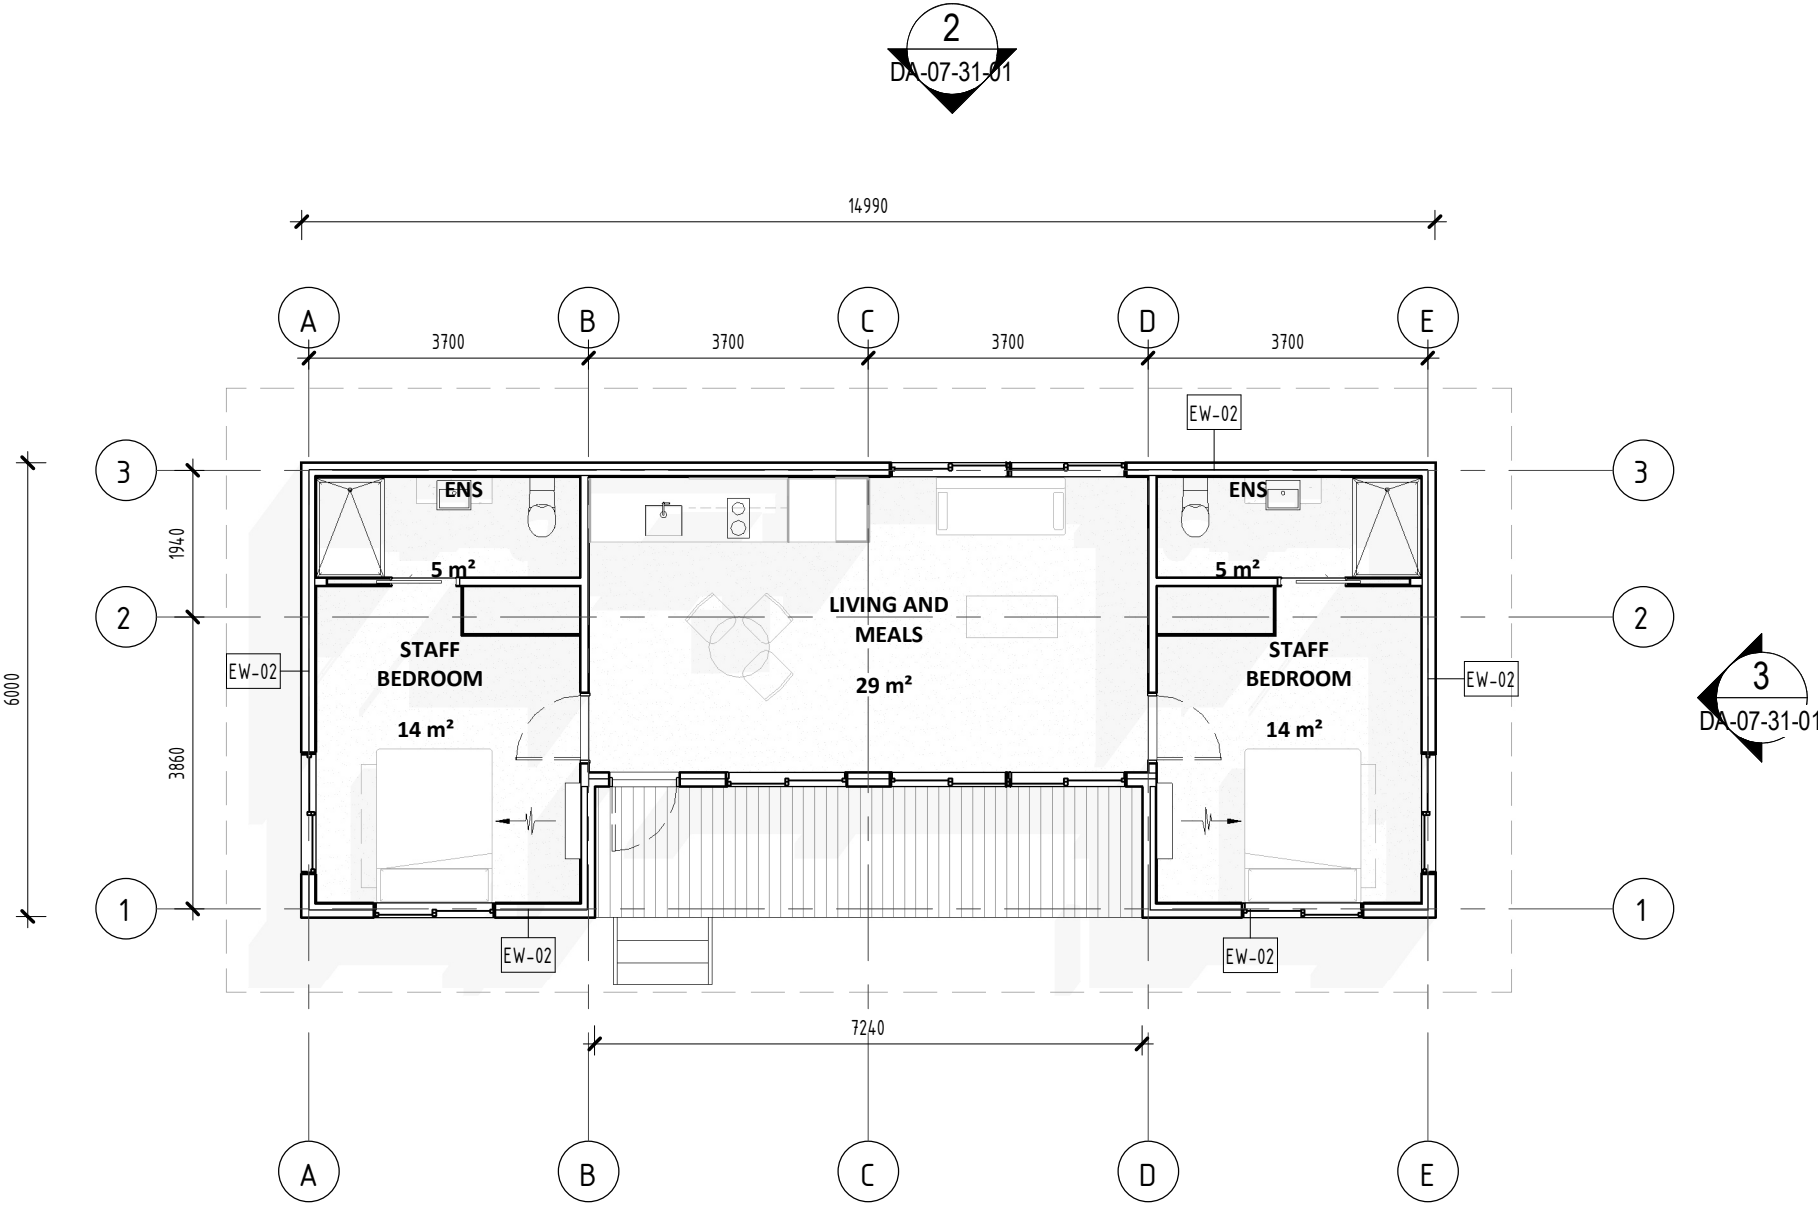 2
DA-07-31-01
14990
A
B
C
D
E
3700
3700
3700
3700
EW-02
3
3
ENS
ENS
1940
5 m²
5 m²
LIVING AND
MEALS
29 m²
2
2
STAFF
BEDROOM
14 m²
STAFF
BEDROOM
14 m²
EW-02
EW-02
3
DA-07-31-01
6000
3860
1
1
EW-02
EW-02
7240
A
B
C
D
E